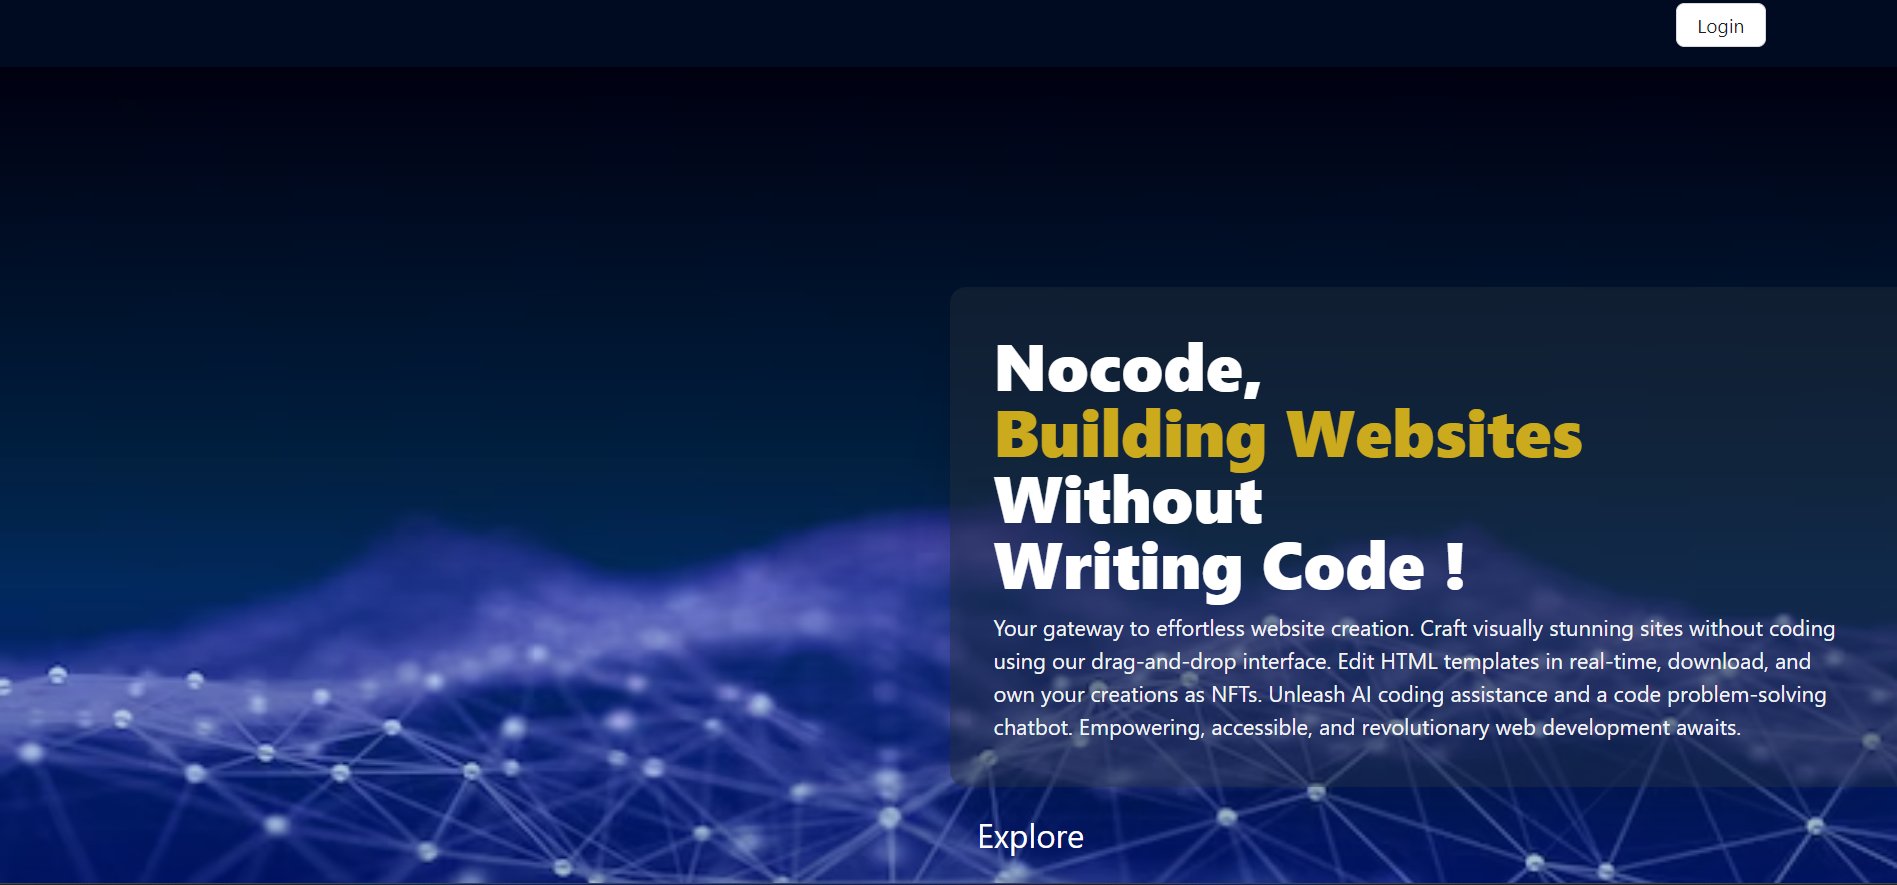 Login
Nocode,
Building Websites
Without
Writing Code !
Your gateway to effortless website creation. Craft visually stunning sites without coding
using our drag-and-drop interface. Edit HTML templates in real-time, download, and
own your creations as NFTs. Unleash AI coding assistance and a code problem-solving
chatbot. Empowering, accessible, and revolutionary web development awaits.
Explore